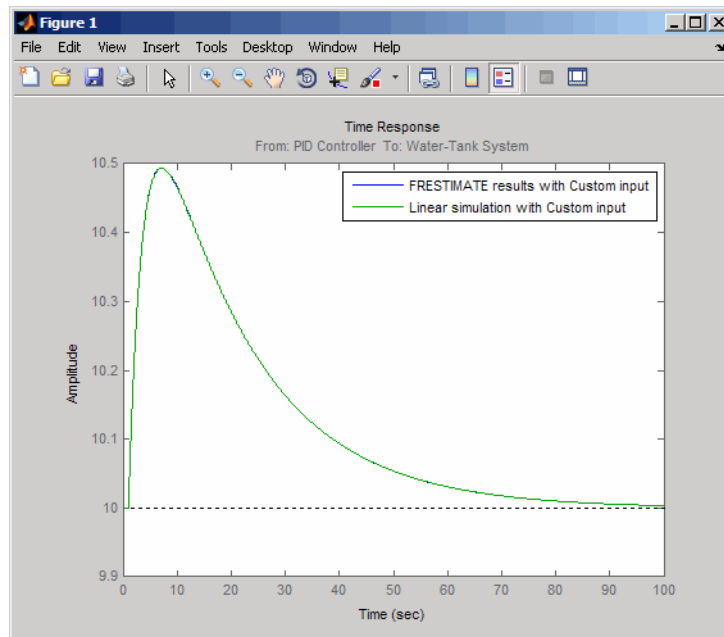 Figure 1
File Edit View Insert Tools Desktop Window Help
Time Response
From: PID Controller To: Water-Tank System
FRESTIMATE results with Custom input
Linear simulation with Custom input
Amplitude
10.5
10.4
10.3
10.2
10.1
10
9.9
0 10 20 30 40 50 60 70 80 90 100
Time (sec)